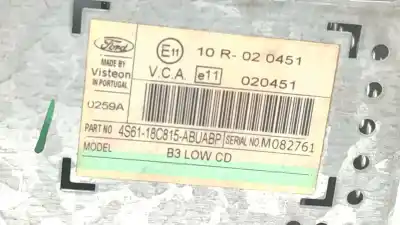 Ford
E11 10 R- 02 0451
MADE BY
Visteon
IN PORTUGAL
V.C.A. e11 020451
0259A
PART NO 4S61-18C815-ABUABP SERIAL NO. M082761
MODEL B3 LOW CD